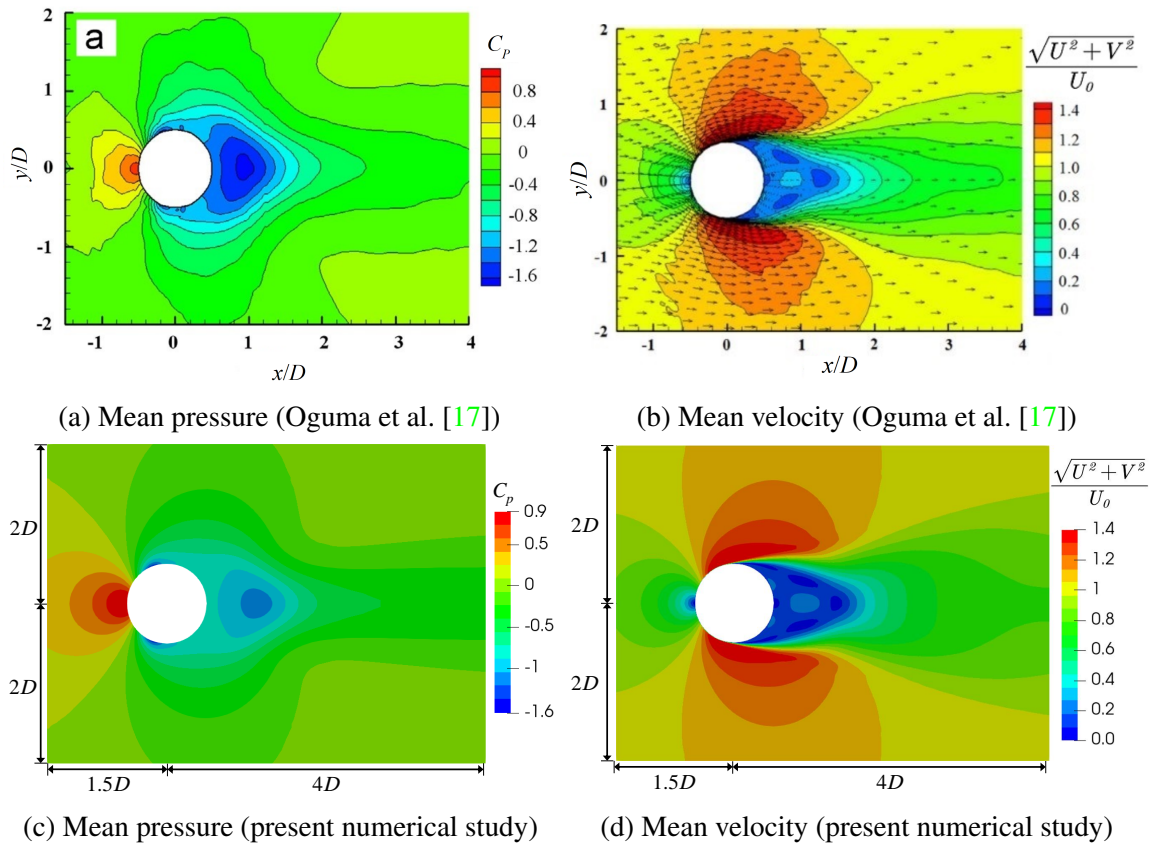 a
2
1
0
-1
-2
y/D
-1 0 1 2 3 4
x/D
C_p
0.8
0.4
0
-0.4
-0.8
-1.2
-1.6
2
1
0
-1
-2
y/D
-1 0 1 2 3 4
x/D
√U² + V²
U₀
1.4
1.2
1
0.8
0.6
0.4
0.2
0
(a) Mean pressure (Oguma et al. [17])
(b) Mean velocity (Oguma et al. [17])
2D
2D
1.5D 4D
C_p
0.9
0.5
0
-0.5
-1
-1.6
2D
2D
1.5D 4D
√U² + V²
U₀
1.4
1.2
1
0.8
0.6
0.4
0.2
0.0
(c) Mean pressure (present numerical study)
(d) Mean velocity (present numerical study)